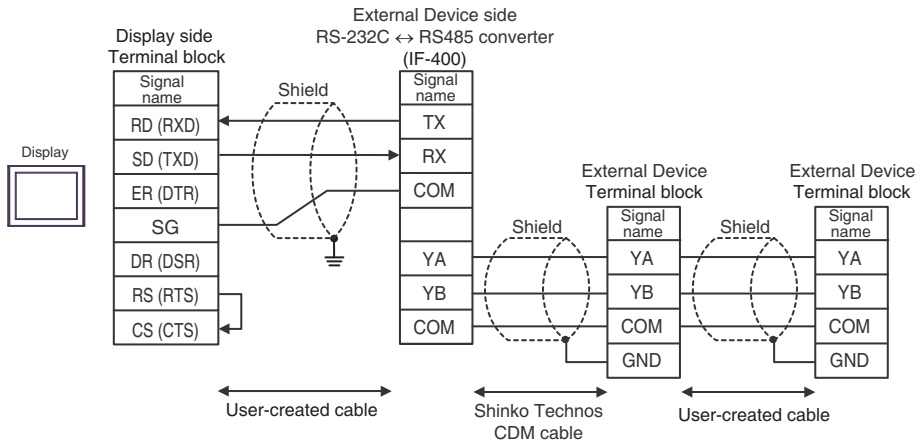 External Device side
RS-232C ↔ RS485 converter
(IF-400)
Display side
Terminal block
Signal
name
RD (RXD)
SD (TXD)
ER (DTR)
SG
DR (DSR)
RS (RTS)
CS (CTS)
Display
Shield
Signal
name
TX
RX
COM
YA
YB
COM
Shield
External Device
Terminal block
Signal
name
YA
YB
COM
GND
Shield
External Device
Terminal block
Signal
name
YA
YB
COM
GND
User-created cable
Shinko Technos
CDM cable
User-created cable